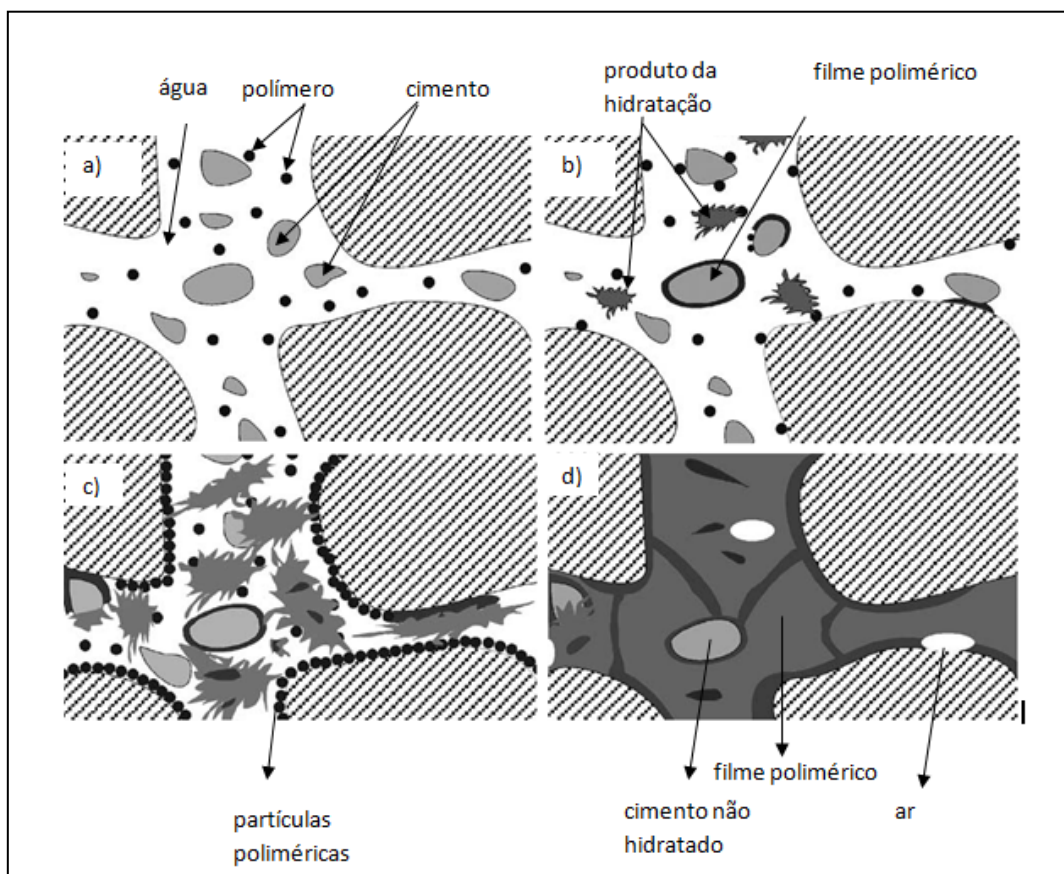 água
polímero
cimento
produto da
hidratação
filme polimérico
a)
b)
c)
d)
partículas
poliméricas
filme polimérico
cimento não
hidratado
ar